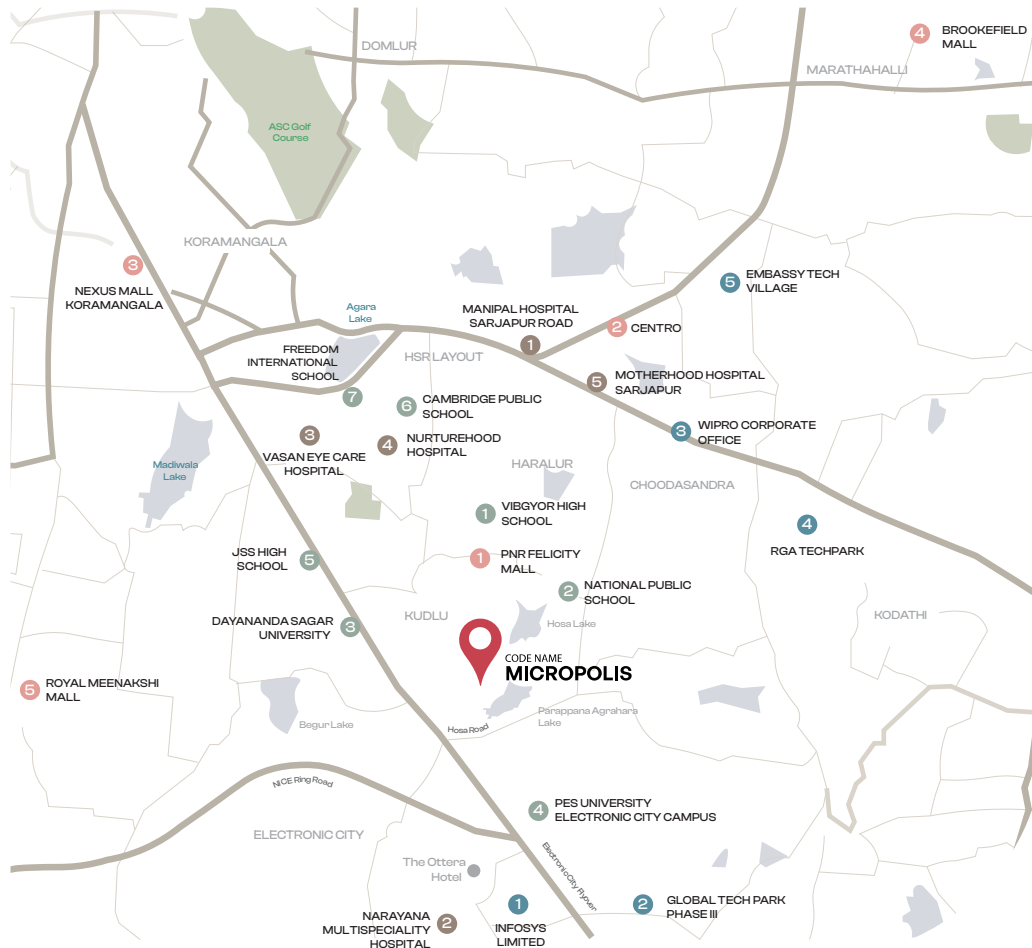 4
BROOKEFIELD
MALL
DOMLUR
MARATHAHALLI
ASC Golf
Course
KORAMANGALA
3
NEXUS MALL
KORAMANGALA
5
EMBASSY TECH
VILLAGE
Agara
Lake
MANIPAL HOSPITAL
SARJAPUR ROAD
1
2
CENTRO
FREEDOM
INTERNATIONAL
SCHOOL
7
HSR LAYOUT
5
MOTHERHOOD HOSPITAL
SARJAPUR
6
CAMBRIDGE PUBLIC
SCHOOL
3
VASAN EYE CARE
HOSPITAL
4
NURTUREHOOD
HOSPITAL
3
WIPRO CORPORATE
OFFICE
Madiwala
Lake
HARALUR
CHOODASANDRA
1
VIBGYOR HIGH
SCHOOL
4
RGA TECHPARK
JSS HIGH
SCHOOL
5
1
PNR FELICITY
MALL
2
NATIONAL PUBLIC
SCHOOL
KUDLU
Hosa Lake
KODATHI
DAYANANDA SAGAR
UNIVERSITY
3
CODE NAME
MICROPOLIS
5
ROYAL MEENAKSHI
MALL
Begur Lake
Hosa Road
Parappana Agrahara
Lake
NICE Ring Road
4
PES UNIVERSITY
ELECTRONIC CITY CAMPUS
ELECTRONIC CITY
Electronic City Flyover
The Ottera
Hotel
NARAYANA
MULTISPECIALITY
HOSPITAL
2
1
INFOSYS
LIMITED
2
GLOBAL TECH PARK
PHASE III